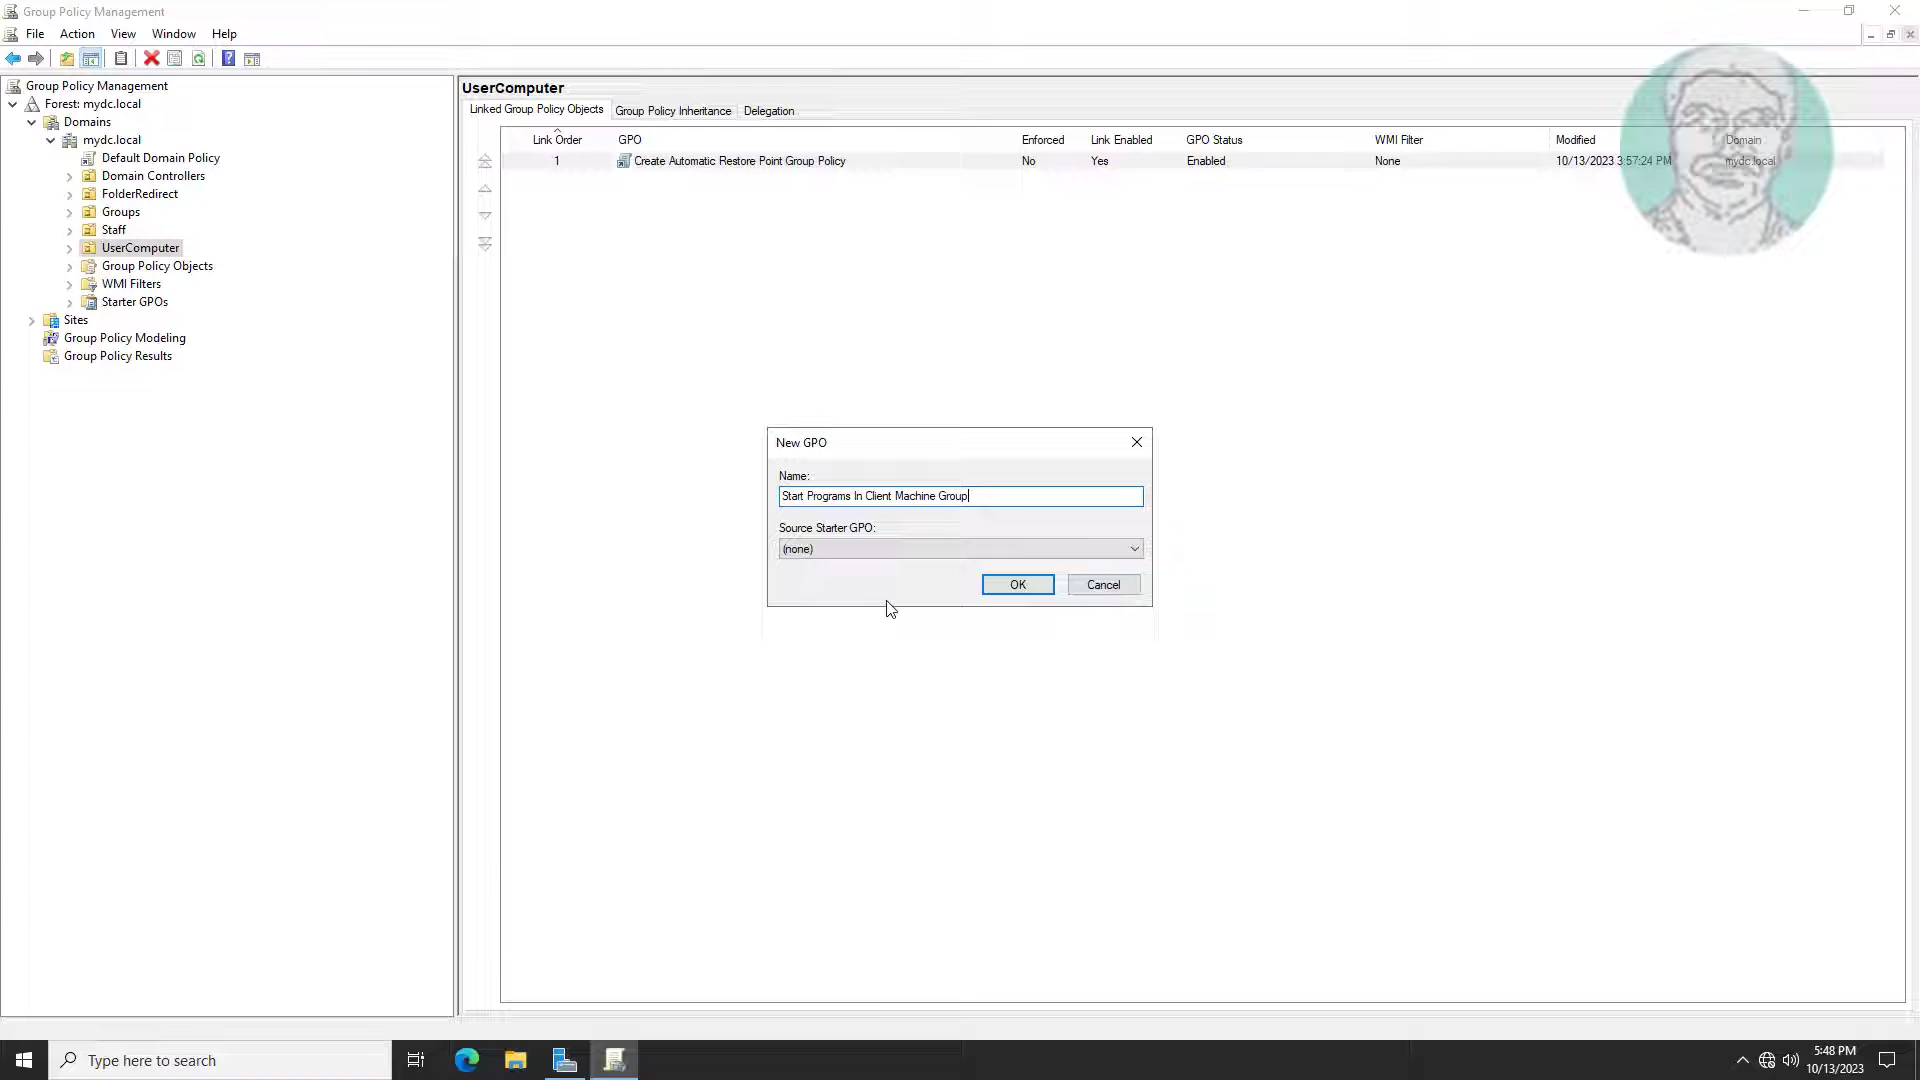 Group Policy Management
File Action View Window Help
Group Policy Management
Forest: mydc.local
Domains
mydc.local
Default Domain Policy
Domain Controllers
FolderRedirect
Groups
Staff
UserComputer
Group Policy Objects
WMI Filters
Starter GPOs
Sites
Group Policy Modeling
Group Policy Results
UserComputer
Linked Group Policy Objects Group Policy Inheritance Delegation
Link Order GPO Enforced Link Enabled GPO Status WMI Filter Modified Domain
1 Create Automatic Restore Point Group Policy No Yes Enabled None 10/13/2023 3:57:24 PM mydc.local
New GPO
Name:
Start Programs In Client Machine Group
Source Starter GPO:
(none)
OK Cancel
Type here to search
5:48 PM
10/13/2023